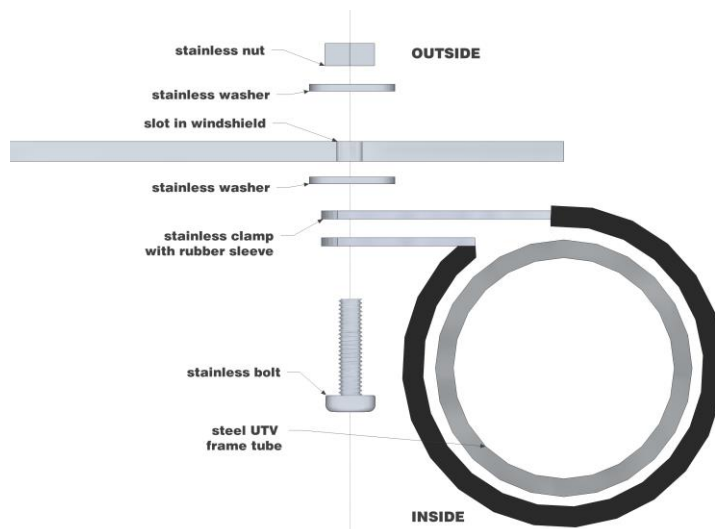 stainless nut
OUTSIDE
stainless washer
slot in windshield
stainless washer
stainless clamp
with rubber sleeve
stainless bolt
steel UTV
frame tube
INSIDE